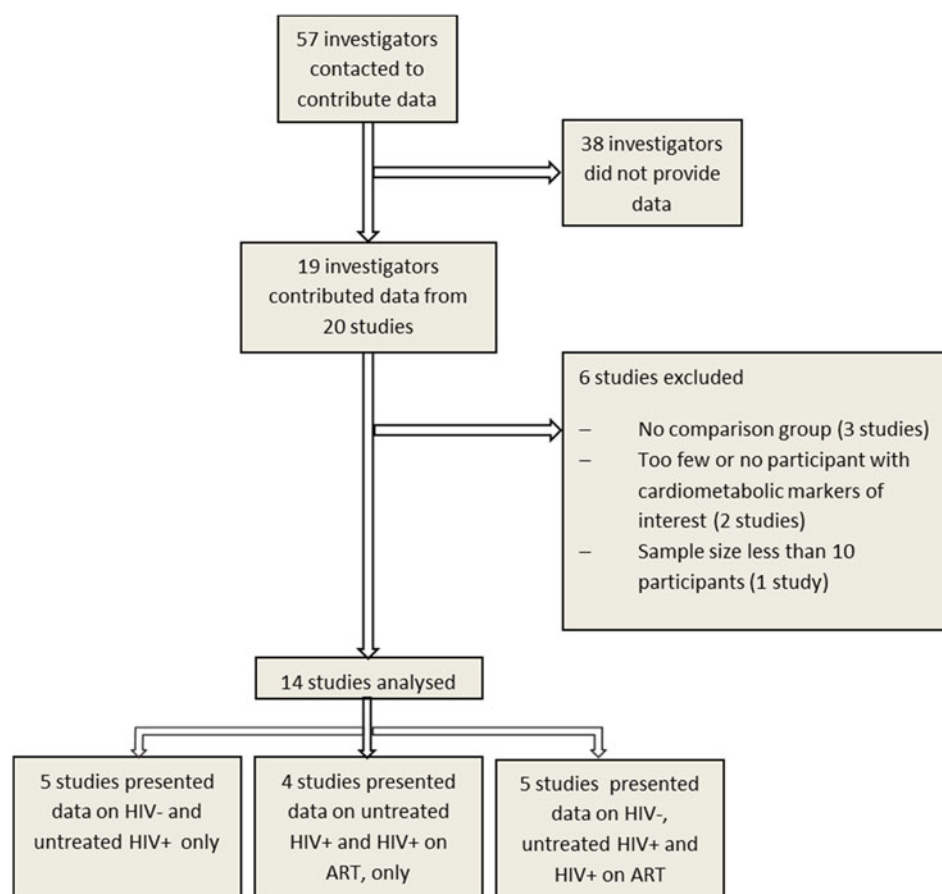 57 investigators
contacted to
contribute data
38 investigators
did not provide
data
19 investigators
contributed data from
20 studies
6 studies excluded
– No comparison group (3 studies)
– Too few or no participant with
cardiometabolic markers of
interest (2 studies)
– Sample size less than 10
participants (1 study)
14 studies analysed
5 studies presented
data on HIV- and
untreated HIV+ only
4 studies presented
data on untreated
HIV+ and HIV+ on
ART, only
5 studies presented
data on HIV-,
untreated HIV+ and
HIV+ on ART